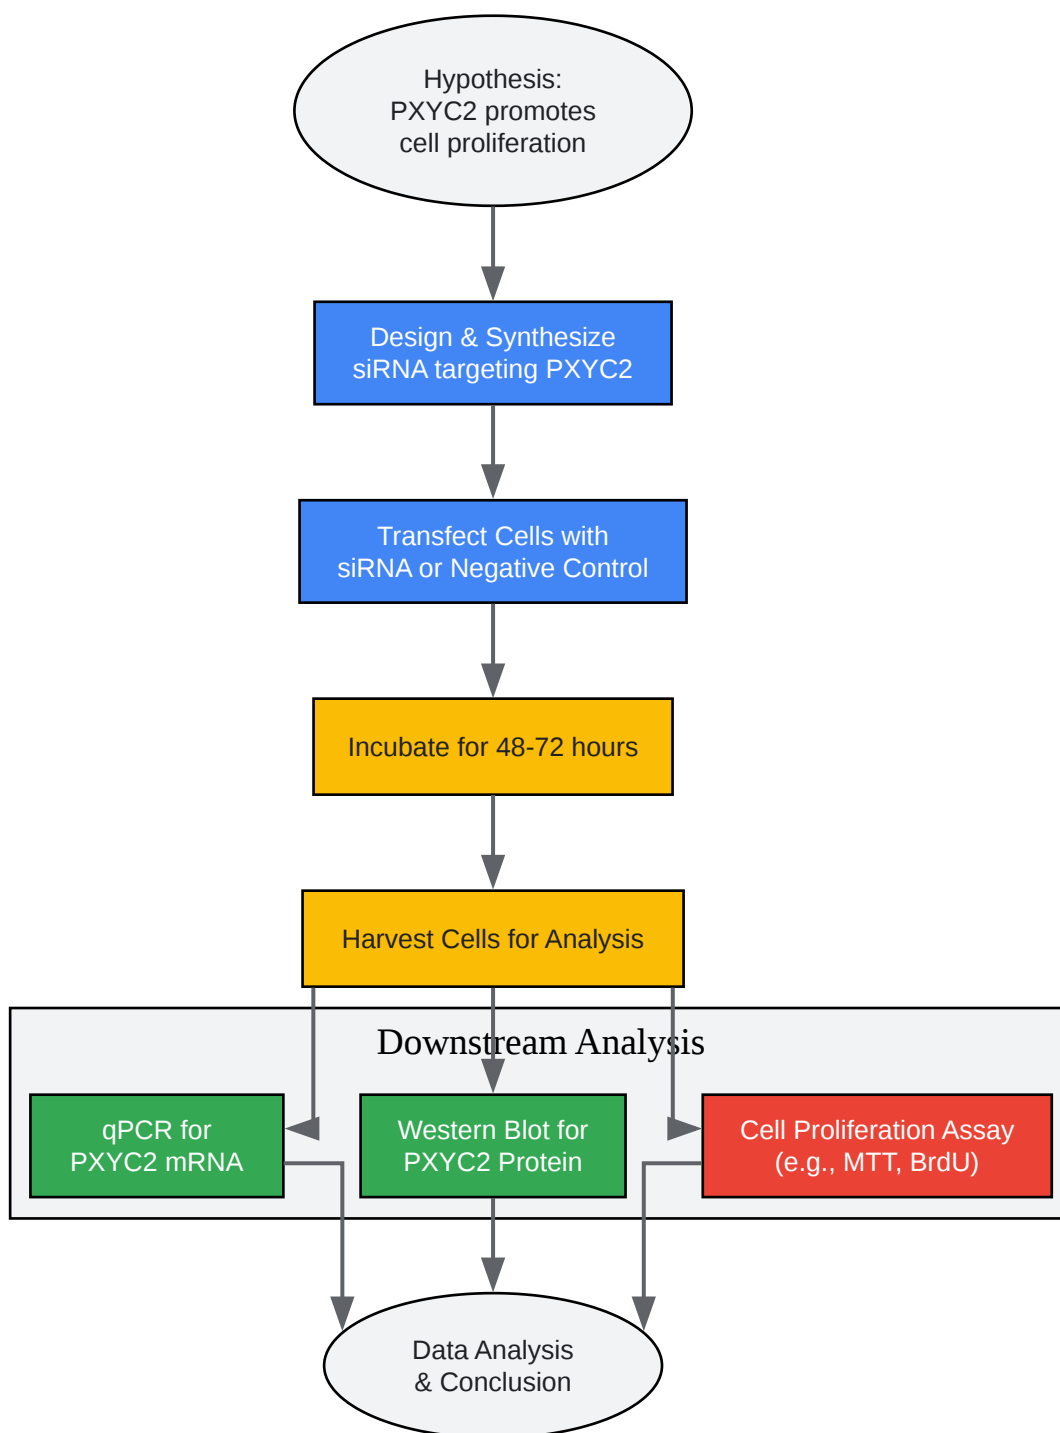 Hypothesis:
PXYC2 promotes
cell proliferation
Design & Synthesize
siRNA targeting PXYC2
Transfect Cells with
siRNA or Negative Control
Incubate for 48-72 hours
Harvest Cells for Analysis
Downstream Analysis
qPCR for
PXYC2 mRNA
Western Blot for
PXYC2 Protein
Cell Proliferation Assay
(e.g., MTT, BrdU)
Data Analysis
& Conclusion